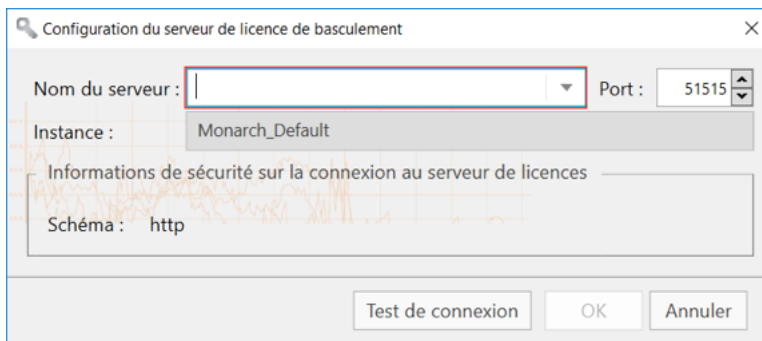 Configuration du serveur de licence de basculement
Nom du serveur : Port : 51515
Instance : Monarch_Default
Informations de sécurité sur la connexion au serveur de licences
Schéma : http
Test de connexion OK Annuler